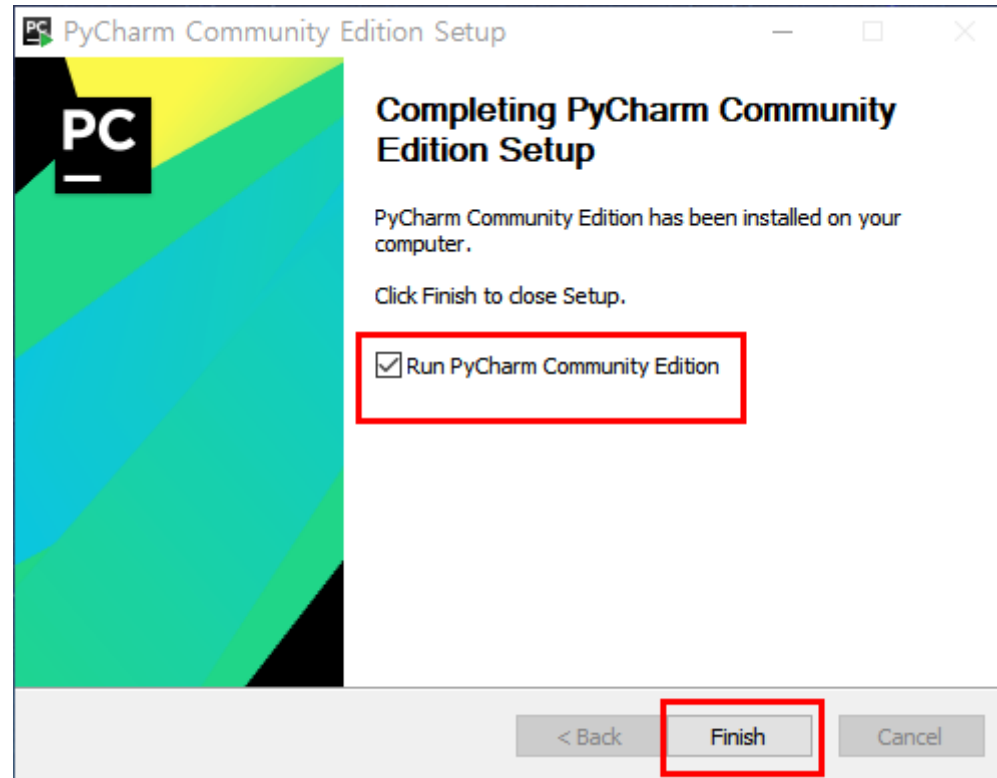 PyCharm Community Edition Setup
PC
Completing PyCharm Community
Edition Setup
PyCharm Community Edition has been installed on your
computer.
Click Finish to close Setup.
Run PyCharm Community Edition
< Back
Finish
Cancel